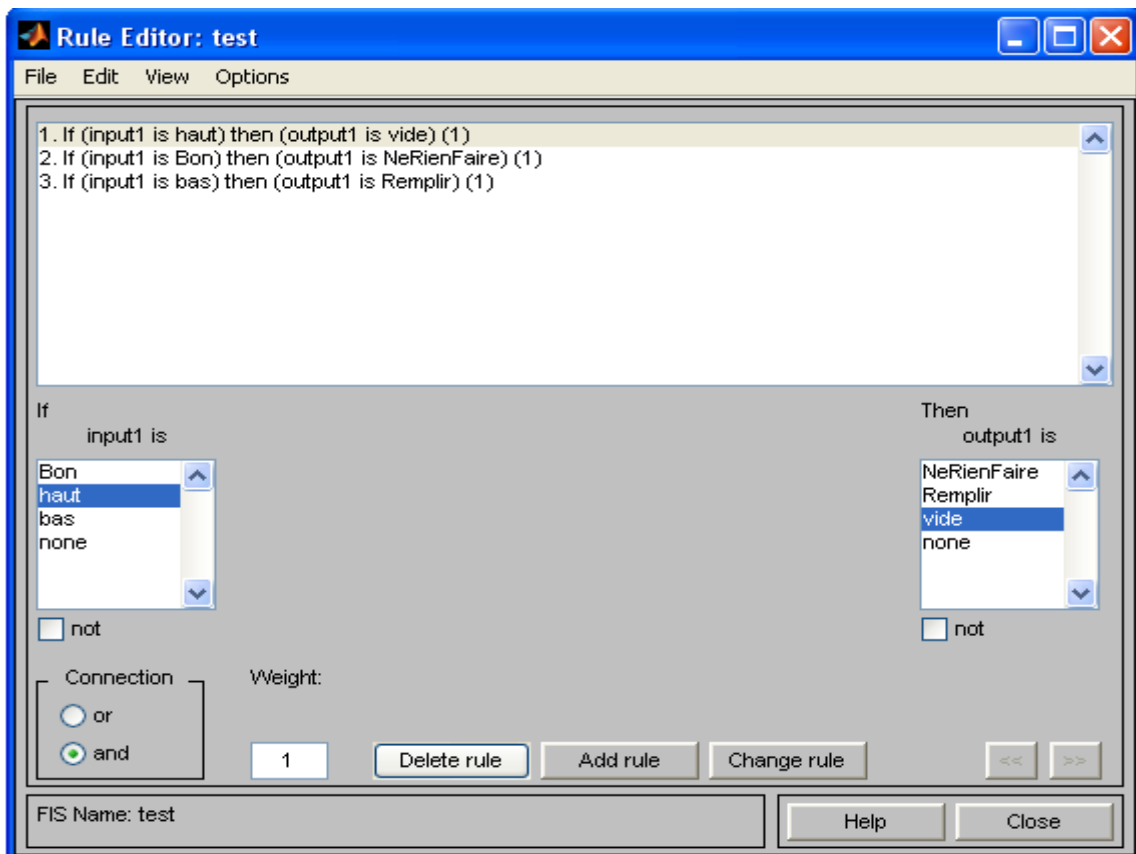 Rule Editor: test
File Edit View Options
1. If (input1 is haut) then (output1 is vide) (1)
2. If (input1 is Bon) then (output1 is NeRienFaire) (1)
3. If (input1 is bas) then (output1 is Remplir) (1)
If
input1 is
Bon
haut
bas
none
not
Then
output1 is
NeRienFaire
Remplir
vide
none
not
Connection
or
and
Weight:
1
Delete rule
Add rule
Change rule
<<
>>
FIS Name: test
Help
Close